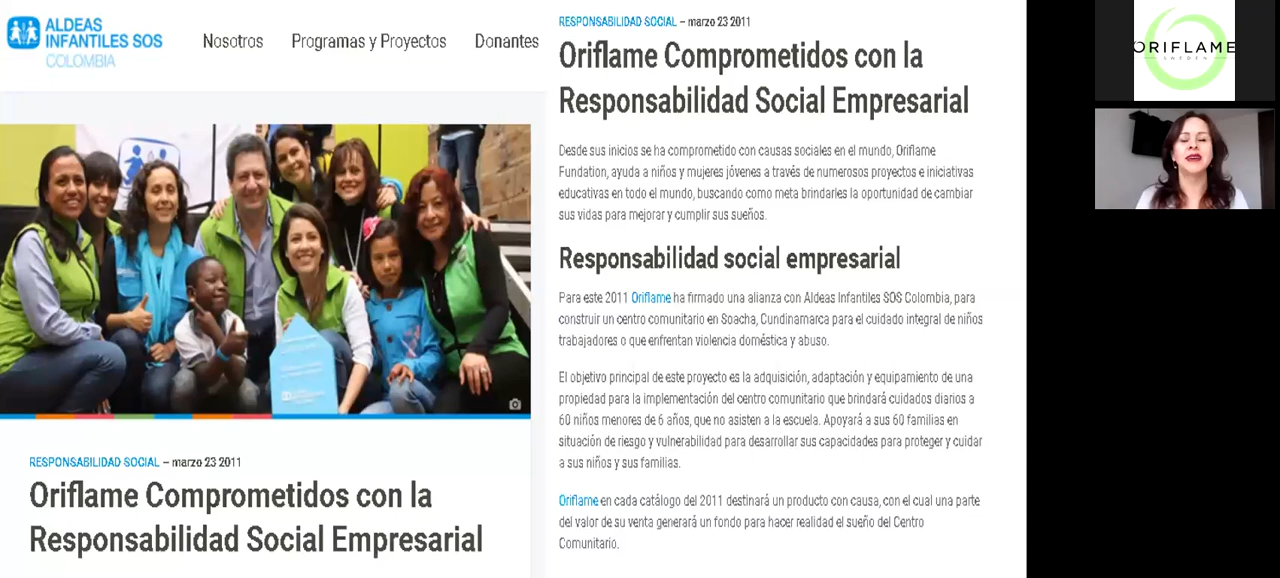 ALDEAS
INFANTILES SOS
COLOMBIA
Nosotros
Programas y Proyectos
Donantes
RESPONSABILIDAD SOCIAL – marzo 23 2011
Oriflame Comprometidos con la
Responsabilidad Social Empresarial
RESPONSABILIDAD SOCIAL – marzo 23 2011
Oriflame Comprometidos con la
Responsabilidad Social Empresarial
Desde sus inicios se ha comprometido con causas sociales en el mundo, Oriflame
Fundation, ayuda a niños y mujeres jóvenes a través de numerosos proyectos e iniciativas
educativas en todo el mundo, buscando como meta brindarles la oportunidad de cambiar
sus vidas para mejorar y cumplir sus sueños.
Responsabilidad social empresarial
Para este 2011 Oriflame ha firmado una alianza con Aldeas Infantiles SOS Colombia, para
construir un centro comunitario en Soacha, Cundinamarca para el cuidado integral de niños
trabajadores o que enfrentan violencia doméstica y abuso.
El objetivo principal de este proyecto es la adquisición, adaptación y equipamiento de una
propiedad para la implementación del centro comunitario que brindará cuidados diarios a
60 niños menores de 6 años, que no asisten a la escuela. Apoyará a sus 60 familias en
situación de riesgo y vulnerabilidad para desarrollar sus capacidades para proteger y cuidar
a sus niños y sus familias.
Oriflame en cada catálogo del 2011 destinará un producto con causa, con el cual una parte
del valor de su venta generará un fondo para hacer realidad el sueño del Centro
Comunitario.
ORIFLAME
SWEDEN